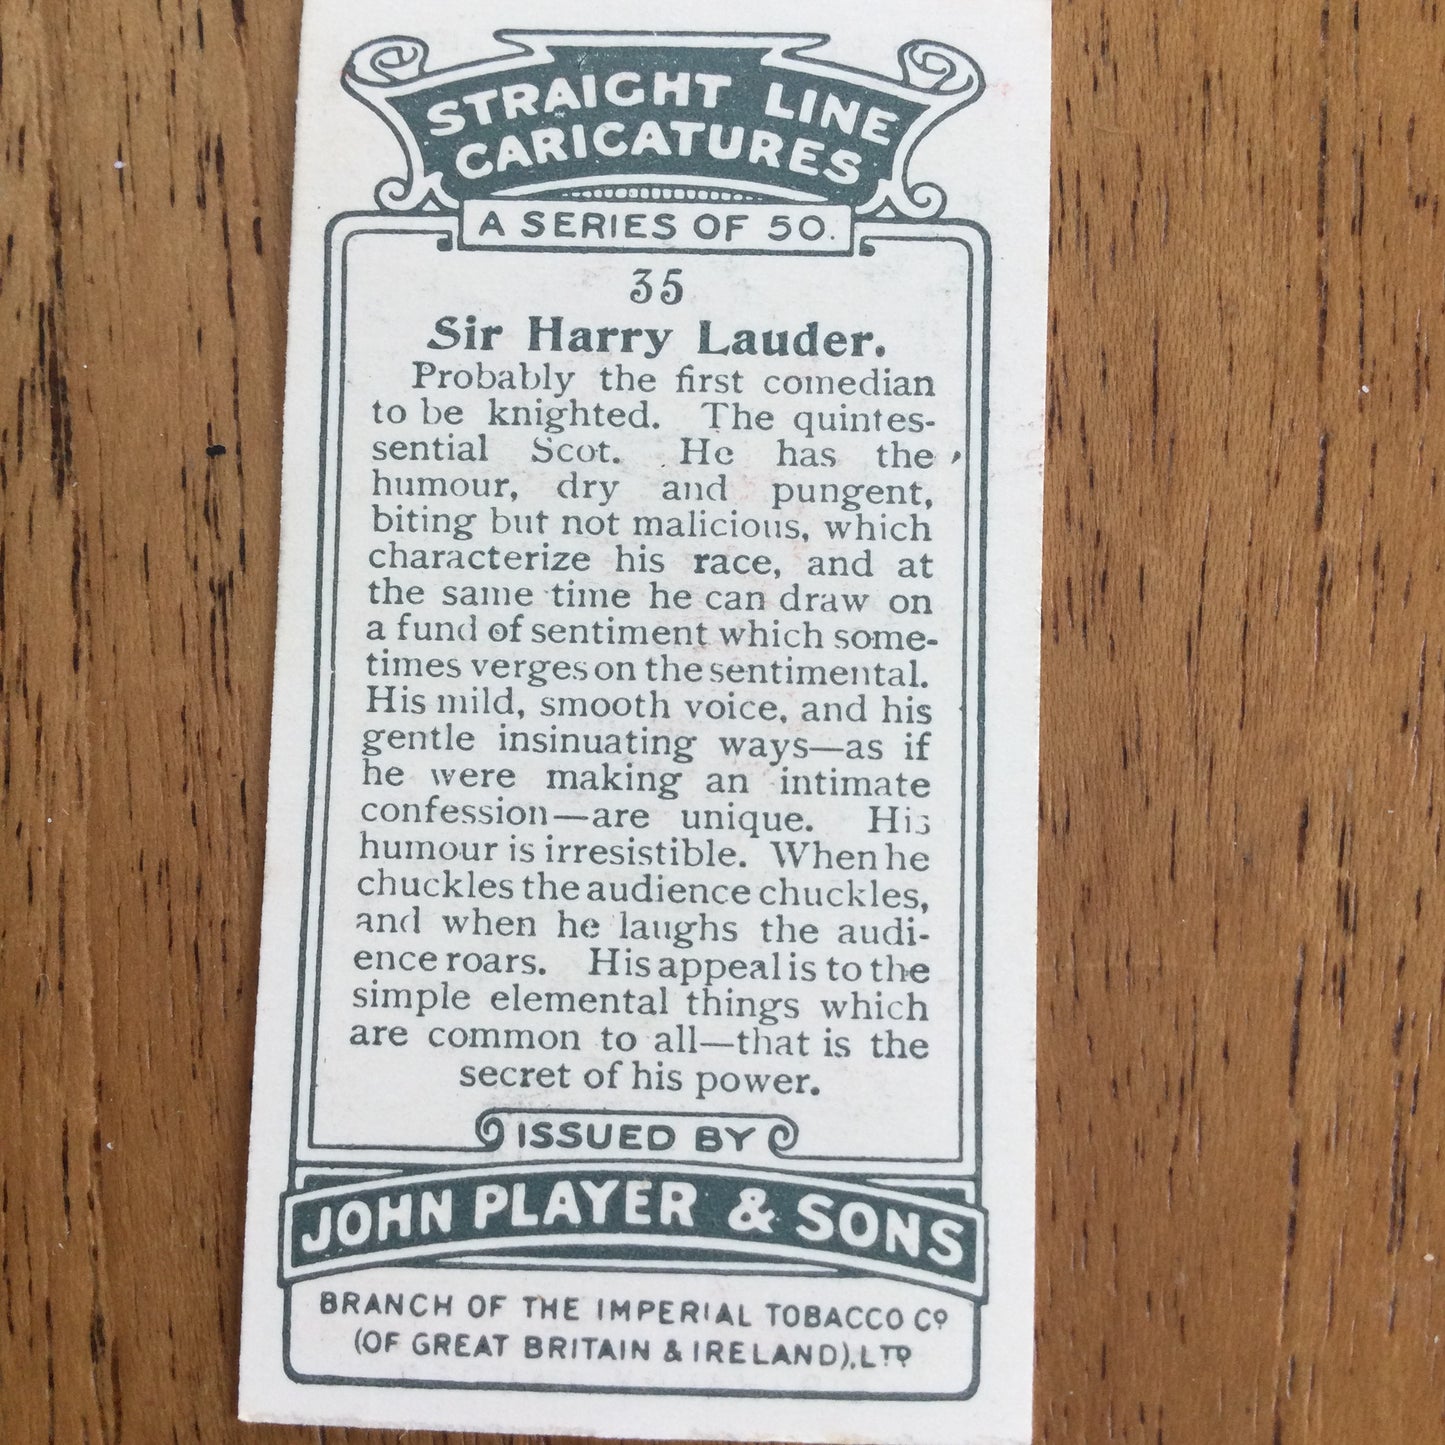 STRAIGHT LINE
CARICATURES
A SERIES OF 50.
35
Sir Harry Lauder.
Probably the first comedian
to be knighted. The quintes-
sential Scot. He has the
humour, dry and pungent,
biting but not malicious, which
characterize his race, and at
the same time he can draw on
a fund of sentiment which some-
times verges on the sentimental.
His mild, smooth voice, and his
gentle insinuating ways—as if
he were making an intimate
confession—are unique. His
humour is irresistible. When he
chuckles the audience chuckles,
and when he laughs the audi-
ence roars. His appeal is to the
simple elemental things which
are common to all—that is the
secret of his power.
ISSUED BY
JOHN PLAYER & SONS
BRANCH OF THE IMPERIAL TOBACCO Co
(OF GREAT BRITAIN & IRELAND), LTD